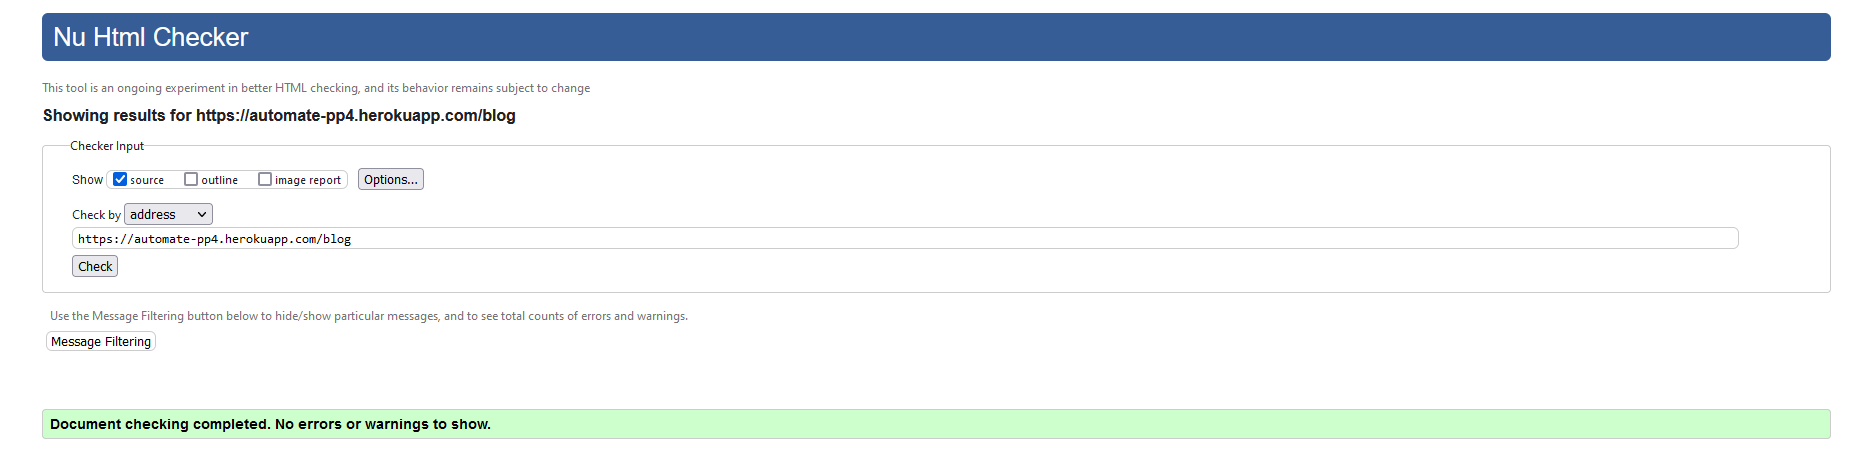 Nu Html Checker
This tool is an ongoing experiment in better HTML checking, and its behavior remains subject to change
Showing results for https://automate-pp4.herokuapp.com/blog
Checker Input
Show source outline image report Options...
Check by address
https://automate-pp4.herokuapp.com/blog
Check
Use the Message Filtering button below to hide/show particular messages, and to see total counts of errors and warnings.
Message Filtering
Document checking completed. No errors or warnings to show.